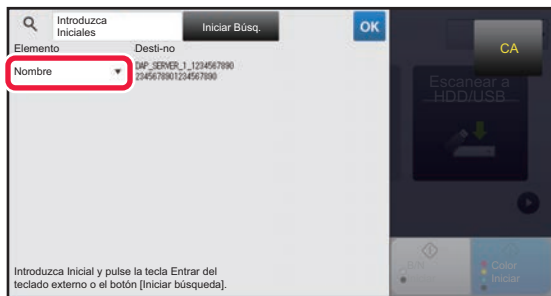 Introduzca
Iniciales
Iniciar Búsq.
OK
CA
Elemento
Desti-no
Nombre
DAP_SERVER_1_1234567890
2345678901234567890
Escanear a
HDD/USB
Introduzca Inicial y pulse la tecla Entrar del
teclado externo o el botón [Iniciar búsqueda].
B/N
Color
Iniciar